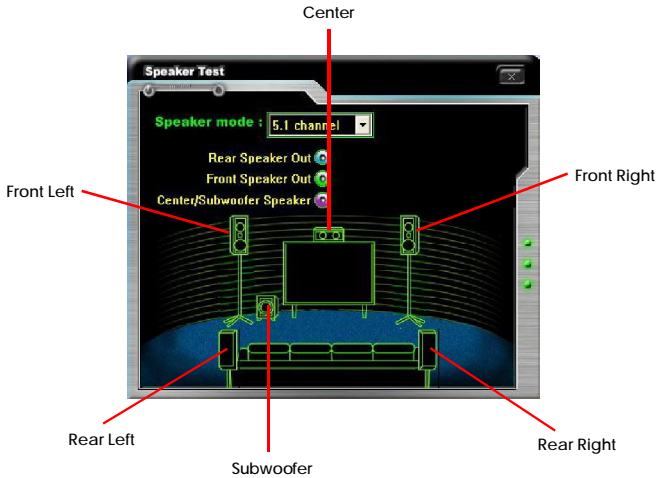 Center
Speaker Test
Speaker mode : 5.1 channel
Rear Speaker Out
Front Speaker Out
Center/Subwoofer Speaker
Front Left
Front Right
Rear Left
Rear Right
Subwoofer